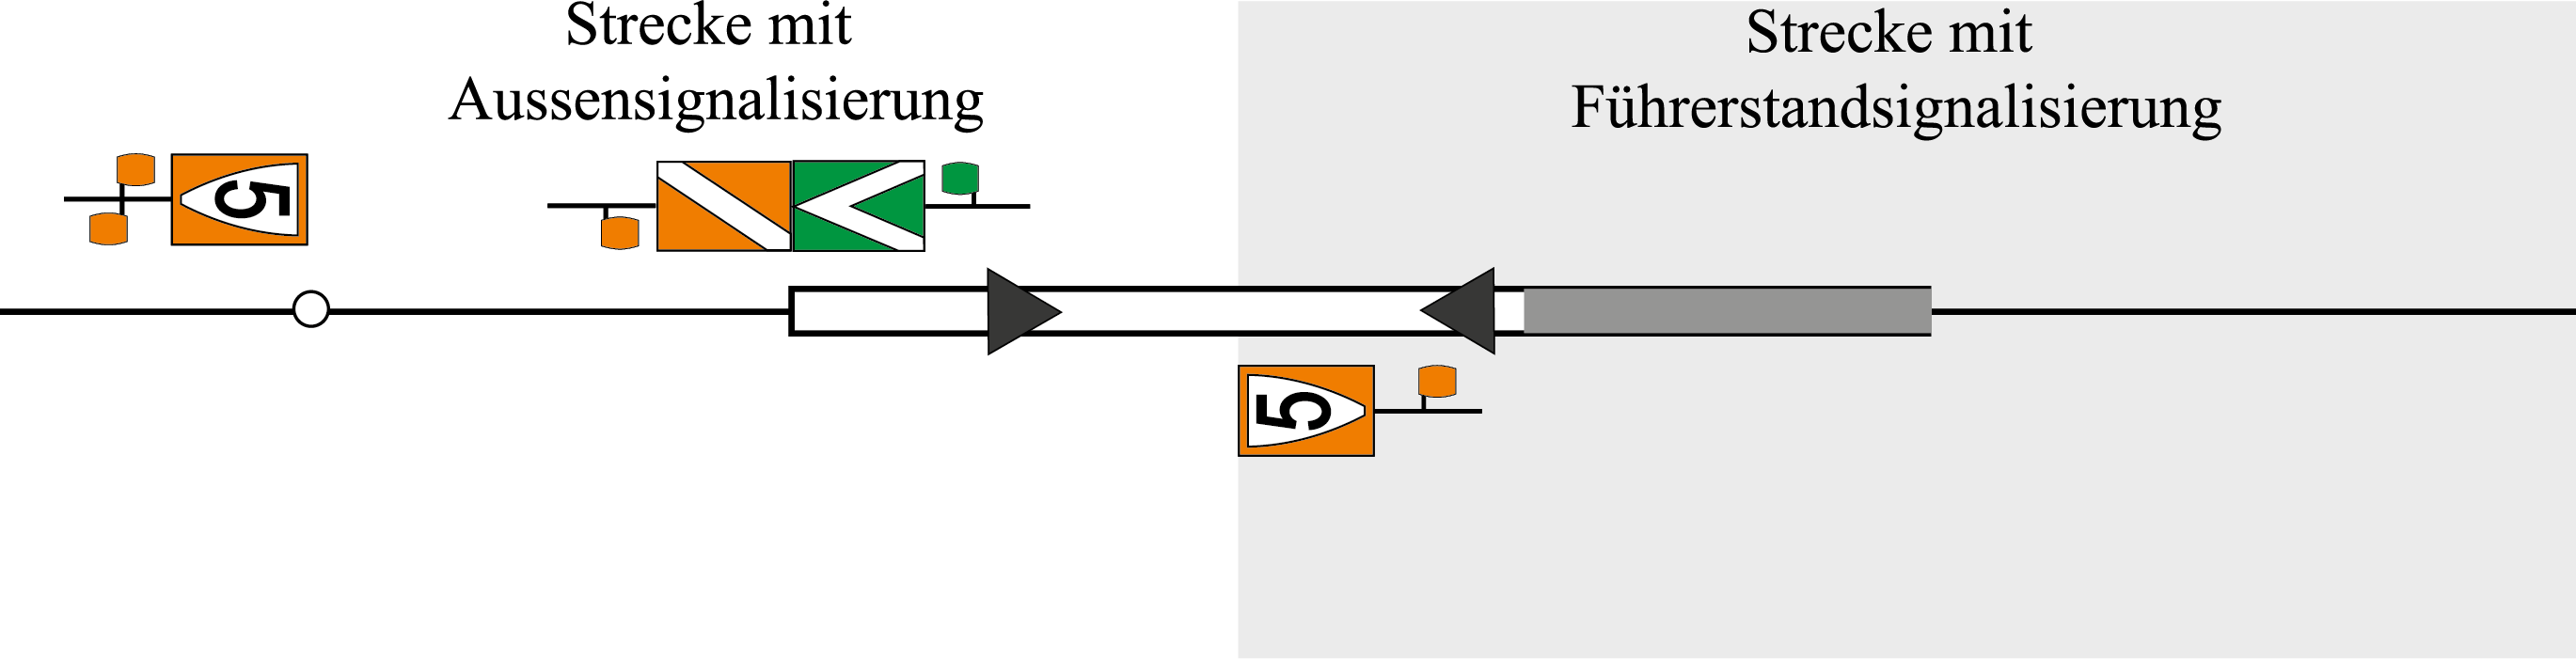 Strecke mit
Aussensignalisierung
Strecke mit
Führerstandsignalisierung
5
5